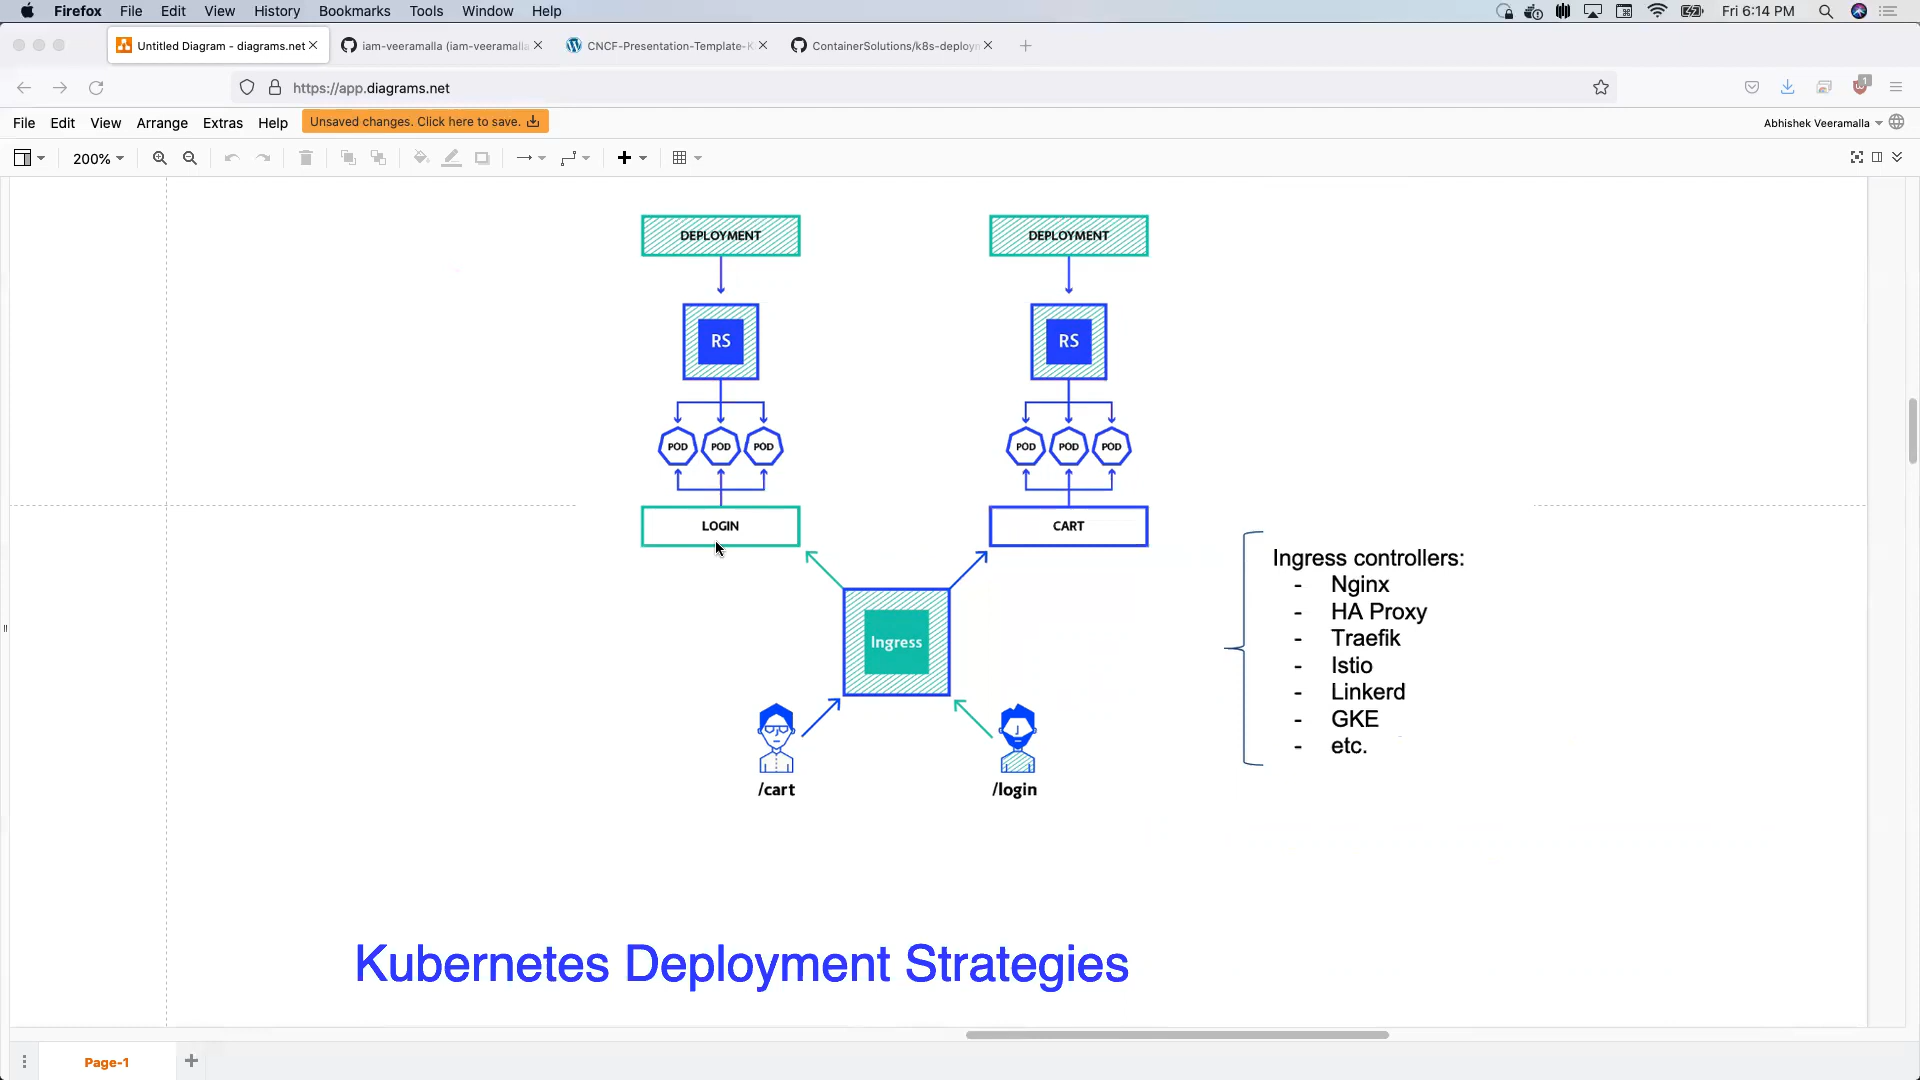 Firefox File Edit View History Bookmarks Tools Window Help Fri 6:14 PM
Untitled Diagram - diagrams.net iam-veeramalla (iam-veeramalla CNCF-Presentation-Template-K ContainerSolutions/k8s-deploym
https://app.diagrams.net 1
File Edit View Arrange Extras Help Unsaved changes. Click here to save. Abhishek Veeramalla
200%
DEPLOYMENT DEPLOYMENT
RS RS
POD POD POD POD POD POD
LOGIN CART
Ingress controllers:
- Nginx
- HA Proxy
- Traefik
- Istio
- Linkerd
- GKE
- etc.
Ingress
/cart /login
Kubernetes Deployment Strategies
Page-1